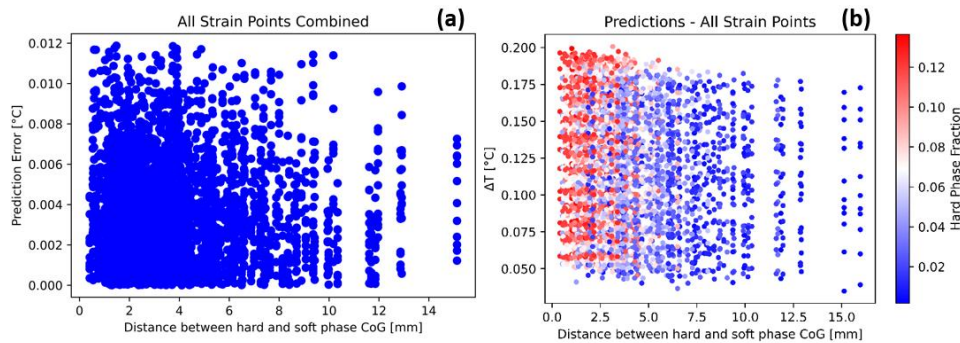 All Strain Points Combined
(a)
0.012
0.010
0.008
0.006
0.004
0.002
0.000
Prediction Error [°C]
0 2 4 6 8 10 12 14
Distance between hard and soft phase CoG [mm]
Predictions - All Strain Points
(b)
0.200
0.175
0.150
0.125
0.100
0.075
0.050
ΔT [°C]
0.0 2.5 5.0 7.5 10.0 12.5 15.0
Distance between hard and soft phase CoG [mm]
0.12
0.10
0.08
0.06
0.04
0.02
Hard Phase Fraction